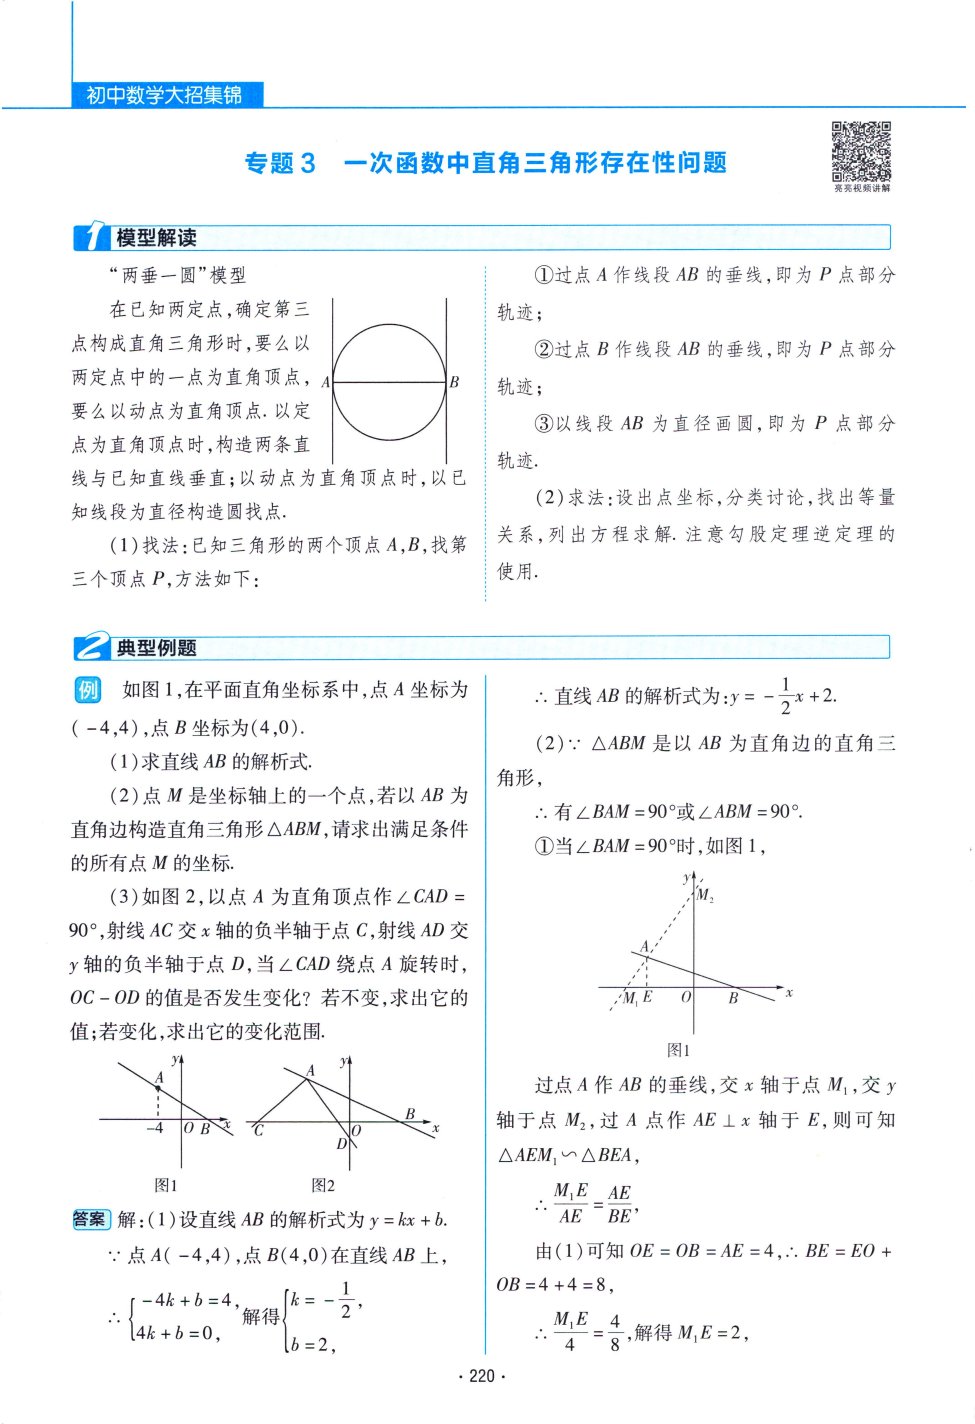 初中数学大招集锦
专题3 一次函数中直角三角形存在性问题
亮亮视频讲解
1 模型解读
“两垂一圆”模型
在已知两定点,确定第三
点构成直角三角形时,要么以
两定点中的一点为直角顶点,
要么以动点为直角顶点.以定
点为直角顶点时,构造两条直
线与已知直线垂直;以动点为直角顶点时,以已
知线段为直径构造圆找点.
(1)找法:已知三角形的两个顶点A,B,找第
三个顶点P,方法如下:
A B
①过点A作线段AB的垂线,即为P点部分
轨迹;
②过点B作线段AB的垂线,即为P点部分
轨迹;
③以线段AB为直径画圆,即为P点部分
轨迹.
(2)求法:设出点坐标,分类讨论,找出等量
关系,列出方程求解.注意勾股定理逆定理的
使用.
2 典型例题
例 如图1,在平面直角坐标系中,点A坐标为
(-4,4),点B坐标为(4,0).
(1)求直线AB的解析式.
(2)点M是坐标轴上的一个点,若以AB为
直角边构造直角三角形△ABM,请求出满足条件
的所有点M的坐标.
(3)如图2,以点A为直角顶点作∠CAD=
90°,射线AC交x轴的负半轴于点C,射线AD交
y轴的负半轴于点D,当∠CAD绕点A旋转时,
OC-OD的值是否发生变化?若不变,求出它的
值;若变化,求出它的变化范围.
y A -4 O B x
图1
y A B x C O D
图2
答案 解:(1)设直线AB的解析式为y=kx+b.
∵点A(-4,4),点B(4,0)在直线AB上,
∴{-4k+b=4, 4k+b=0, 解得{k=-1/2, b=2,
∴直线AB的解析式为:y=-1/2x+2.
(2)∵△ABM是以AB为直角边的直角三
角形,
∴有∠BAM=90°或∠ABM=90°.
①当∠BAM=90°时,如图1,
y M₂ A M₁ E O B x
图1
过点A作AB的垂线,交x轴于点M₁,交y
轴于点M₂,过A点作AE⊥x轴于E,则可知
△AEM₁∽△BEA,
∴M₁E/AE=AE/BE,
由(1)可知OE=OB=AE=4,∴BE=EO+
OB=4+4=8,
∴M₁E/4=4/8,解得M₁E=2,
·220·